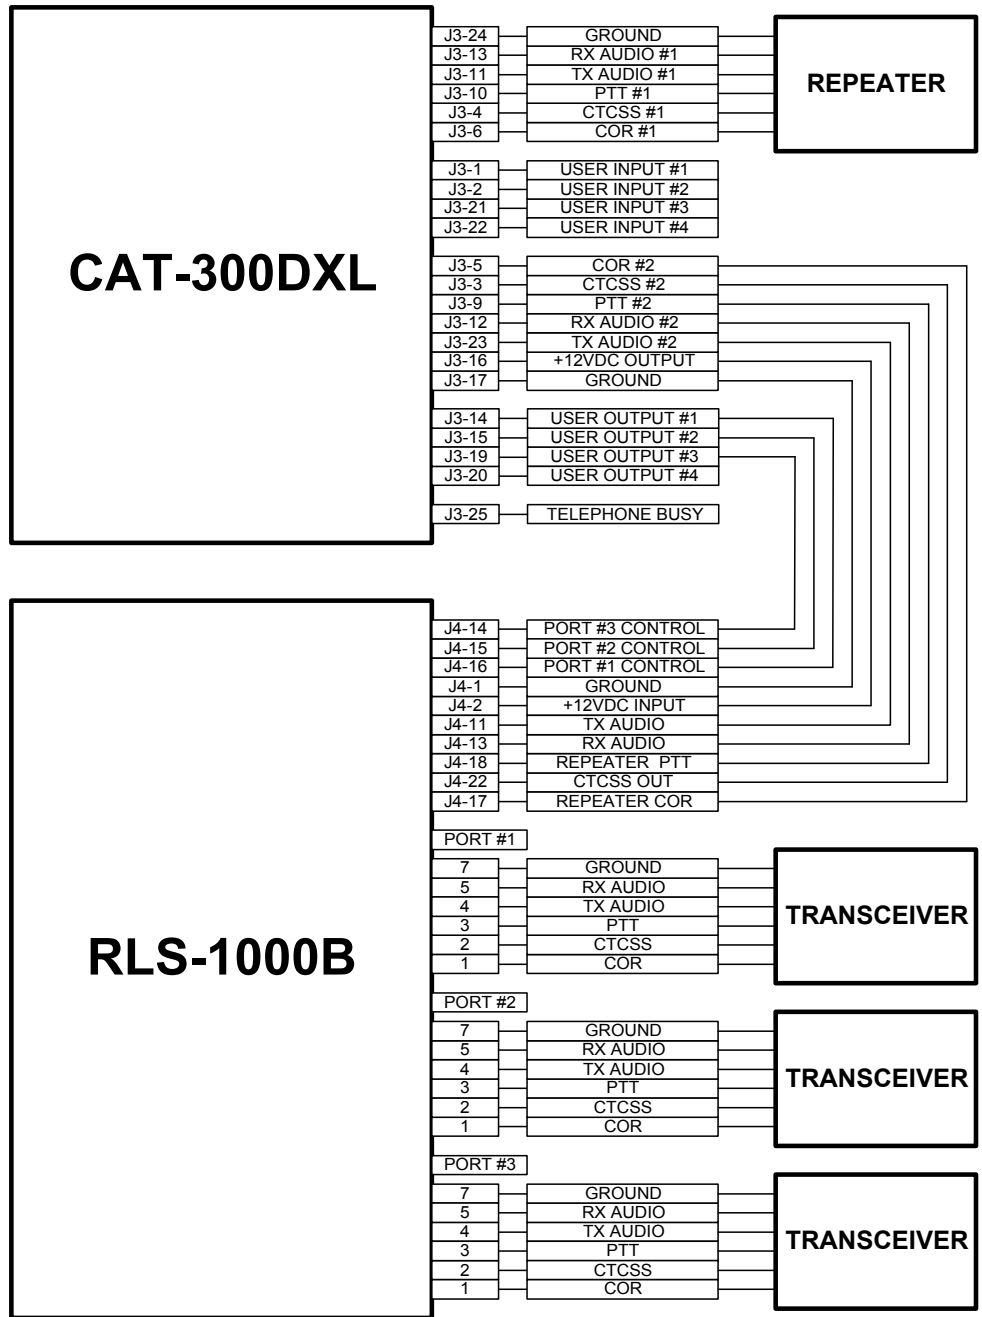 J3-24 GROUND
J3-13 RX AUDIO #1
J3-11 TX AUDIO #1
J3-10 PTT #1
J3-4 CTCSS #1
J3-6 COR #1
REPEATER
J3-1 USER INPUT #1
J3-2 USER INPUT #2
J3-21 USER INPUT #3
J3-22 USER INPUT #4
CAT-300DXL
J3-5 COR #2
J3-3 CTCSS #2
J3-9 PTT #2
J3-12 RX AUDIO #2
J3-23 TX AUDIO #2
J3-16 +12VDC OUTPUT
J3-17 GROUND
J3-14 USER OUTPUT #1
J3-15 USER OUTPUT #2
J3-19 USER OUTPUT #3
J3-20 USER OUTPUT #4
J3-25 TELEPHONE BUSY
J4-14 PORT #3 CONTROL
J4-15 PORT #2 CONTROL
J4-16 PORT #1 CONTROL
J4-1 GROUND
J4-2 +12VDC INPUT
J4-11 TX AUDIO
J4-13 RX AUDIO
J4-18 REPEATER PTT
J4-22 CTCSS OUT
J4-17 REPEATER COR
RLS-1000B
PORT #1
7 GROUND
5 RX AUDIO
4 TX AUDIO
3 PTT
2 CTCSS
1 COR
TRANSCEIVER
PORT #2
7 GROUND
5 RX AUDIO
4 TX AUDIO
3 PTT
2 CTCSS
1 COR
TRANSCEIVER
PORT #3
7 GROUND
5 RX AUDIO
4 TX AUDIO
3 PTT
2 CTCSS
1 COR
TRANSCEIVER